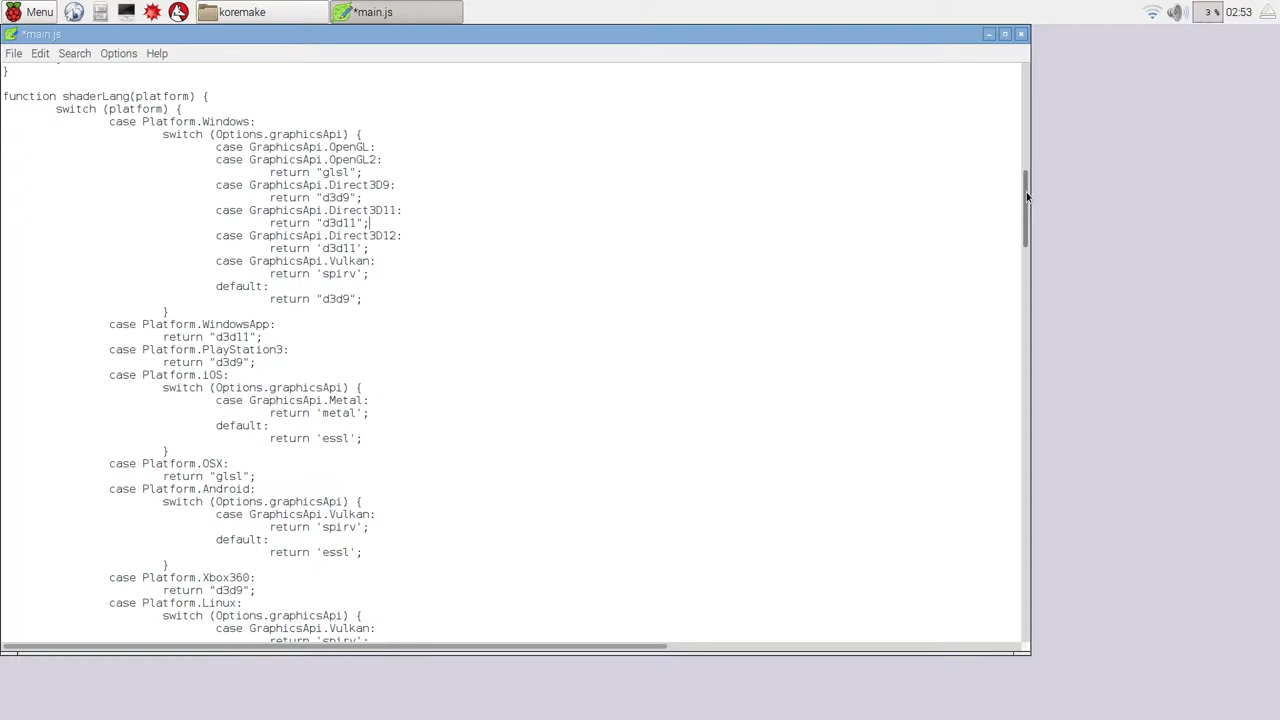 Menu
koremake
*main.js
3 %
02:53
*main.js
File Edit Search Options Help
}
function shaderLang(platform) {
switch (platform) {
case Platform.Windows:
switch (Options.graphicsApi) {
case GraphicsApi.OpenGL:
case GraphicsApi.OpenGL2:
return "glsl";
case GraphicsApi.Direct3D9:
return "d3d9";
case GraphicsApi.Direct3D11:
return "d3d11";
case GraphicsApi.Direct3D12:
return 'd3d11';
case GraphicsApi.Vulkan:
return 'spirv';
default:
return "d3d9";
}
case Platform.WindowsApp:
return "d3d11";
case Platform.PlayStation3:
return "d3d9";
case Platform.iOS:
switch (Options.graphicsApi) {
case GraphicsApi.Metal:
return 'metal';
default:
return 'essl';
}
case Platform.OSX:
return "glsl";
case Platform.Android:
switch (Options.graphicsApi) {
case GraphicsApi.Vulkan:
return 'spirv';
default:
return 'essl';
}
case Platform.Xbox360:
return "d3d9";
case Platform.Linux:
switch (Options.graphicsApi) {
case GraphicsApi.Vulkan:
return 'spirv';